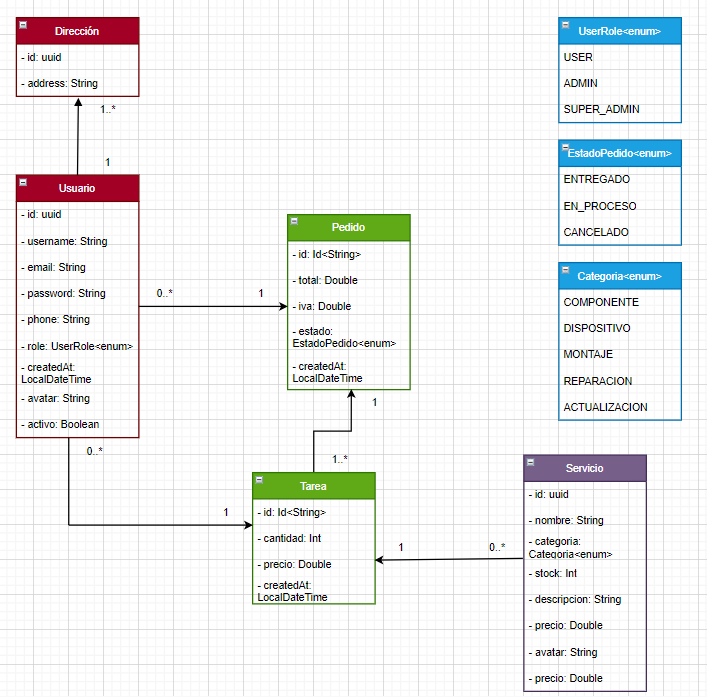 Dirección
- id: uuid
- address: String
1..*
1
Usuario
- id: uuid
- username: String
- email: String
- password: String
- phone: String
- role: UserRole<enum>
- createdAt:
LocalDateTime
- avatar: String
- activo: Boolean
0..*
1
0..*
1
Pedido
- id: Id<String>
- total: Double
- iva: Double
- estado:
EstadoPedido<enum>
- createdAt:
LocalDateTime
1
1..*
Tarea
- id: Id<String>
- cantidad: Int
- precio: Double
- createdAt:
LocalDateTime
1
0..*
UserRole<enum>
USER
ADMIN
SUPER_ADMIN
EstadoPedido<enum>
ENTREGADO
EN_PROCESO
CANCELADO
Categoria<enum>
COMPONENTE
DISPOSITIVO
MONTAJE
REPARACION
ACTUALIZACION
Servicio
- id: uuid
- nombre: String
- categoria:
Categoria<enum>
- stock: Int
- descripcion: String
- precio: Double
- avatar: String
- precio: Double